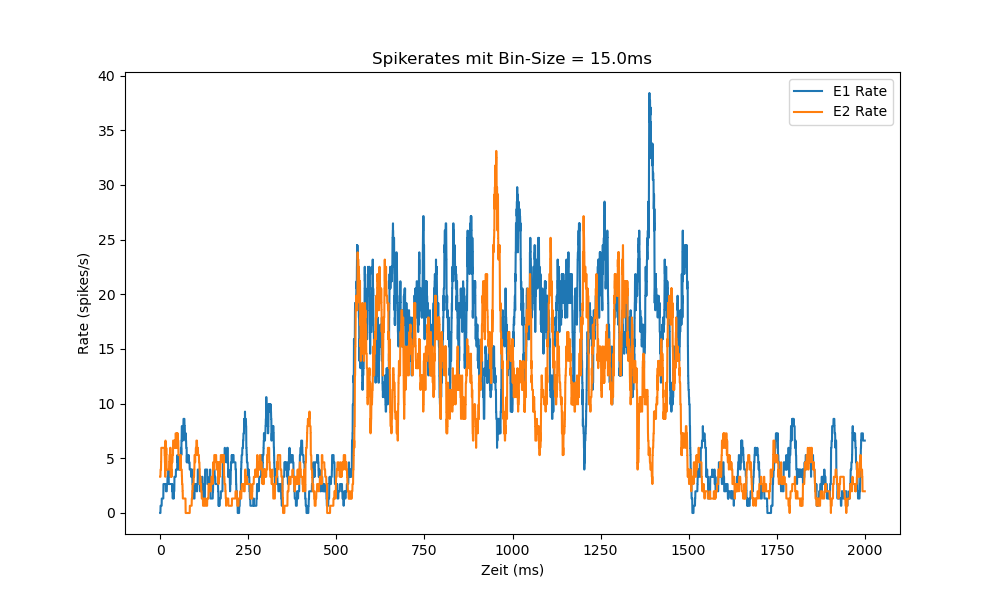 Spikerates mit Bin-Size = 15.0ms
E1 Rate
E2 Rate
Rate (spikes/s)
40
35
30
25
20
15
10
5
0
0 250 500 750 1000 1250 1500 1750 2000
Zeit (ms)